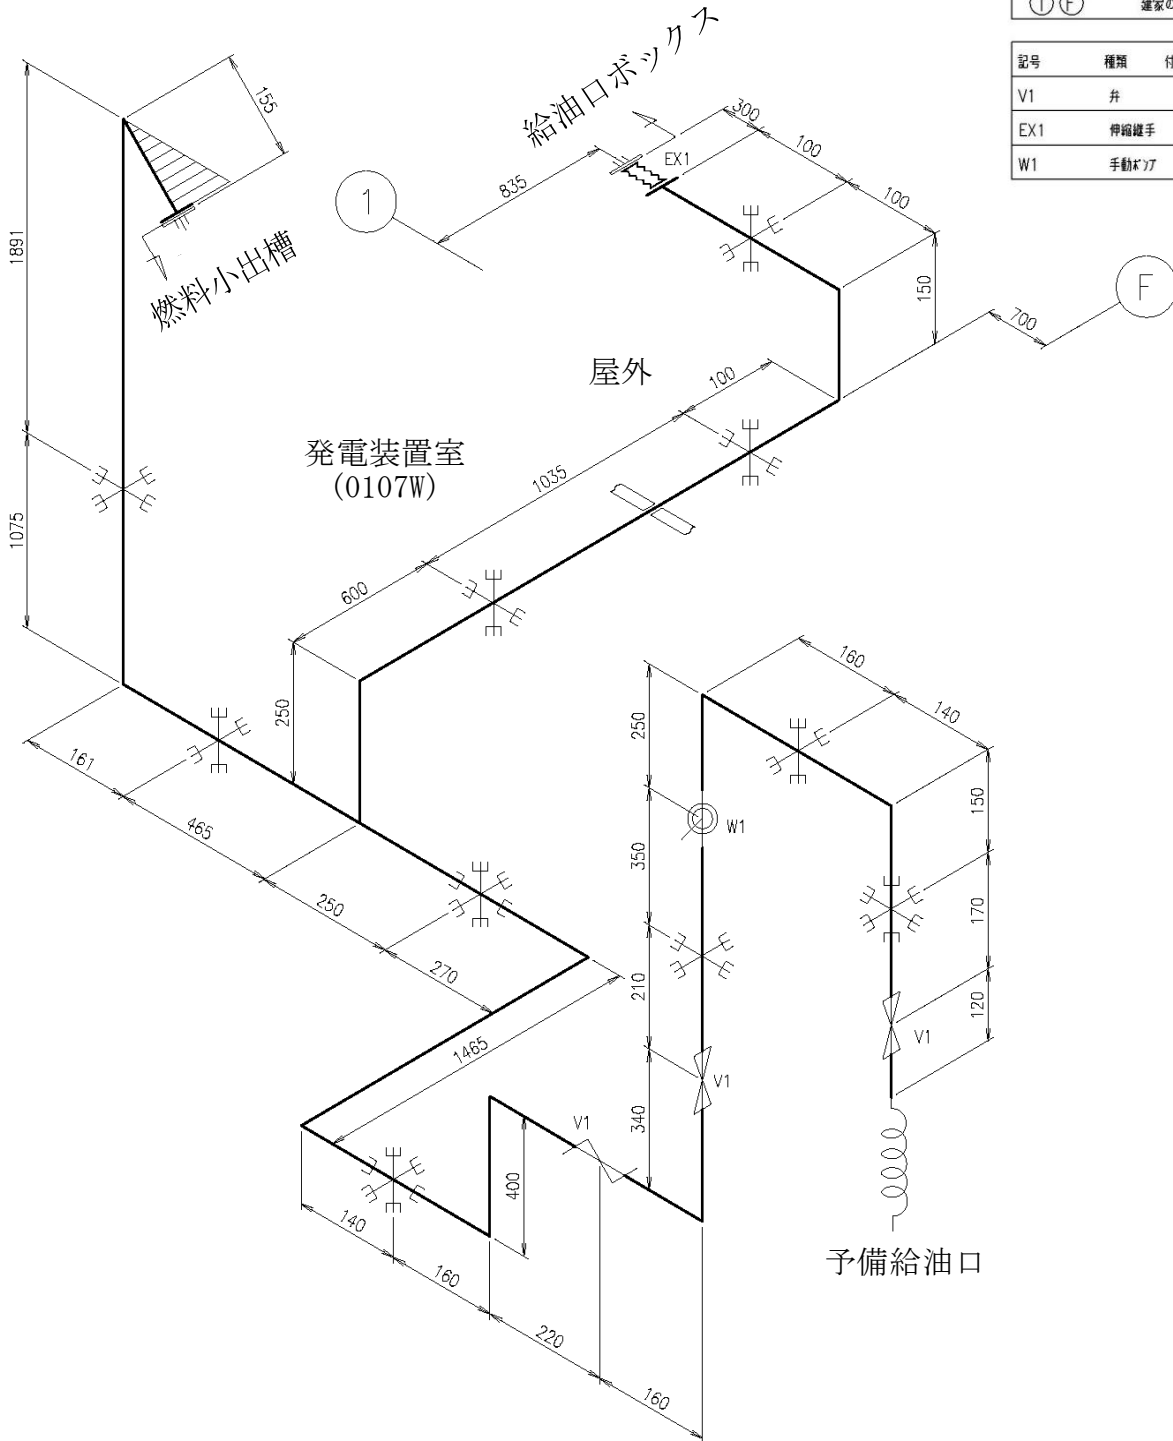 ① Ⓕ
記号 種類
V1 弁
EX1 伸縮継手
W1 手動ポンプ
給油口ボックス
EX1
300
100
100
150
835
1
F
700
155
1891
燃料小出槽
屋外
100
発電装置室
(0107W)
1035
600
1075
250
161
465
250
270
1465
250
W1
350
210
V1
340
160
140
150
170
V1
120
V1
400
140
160
220
160
予備給油口